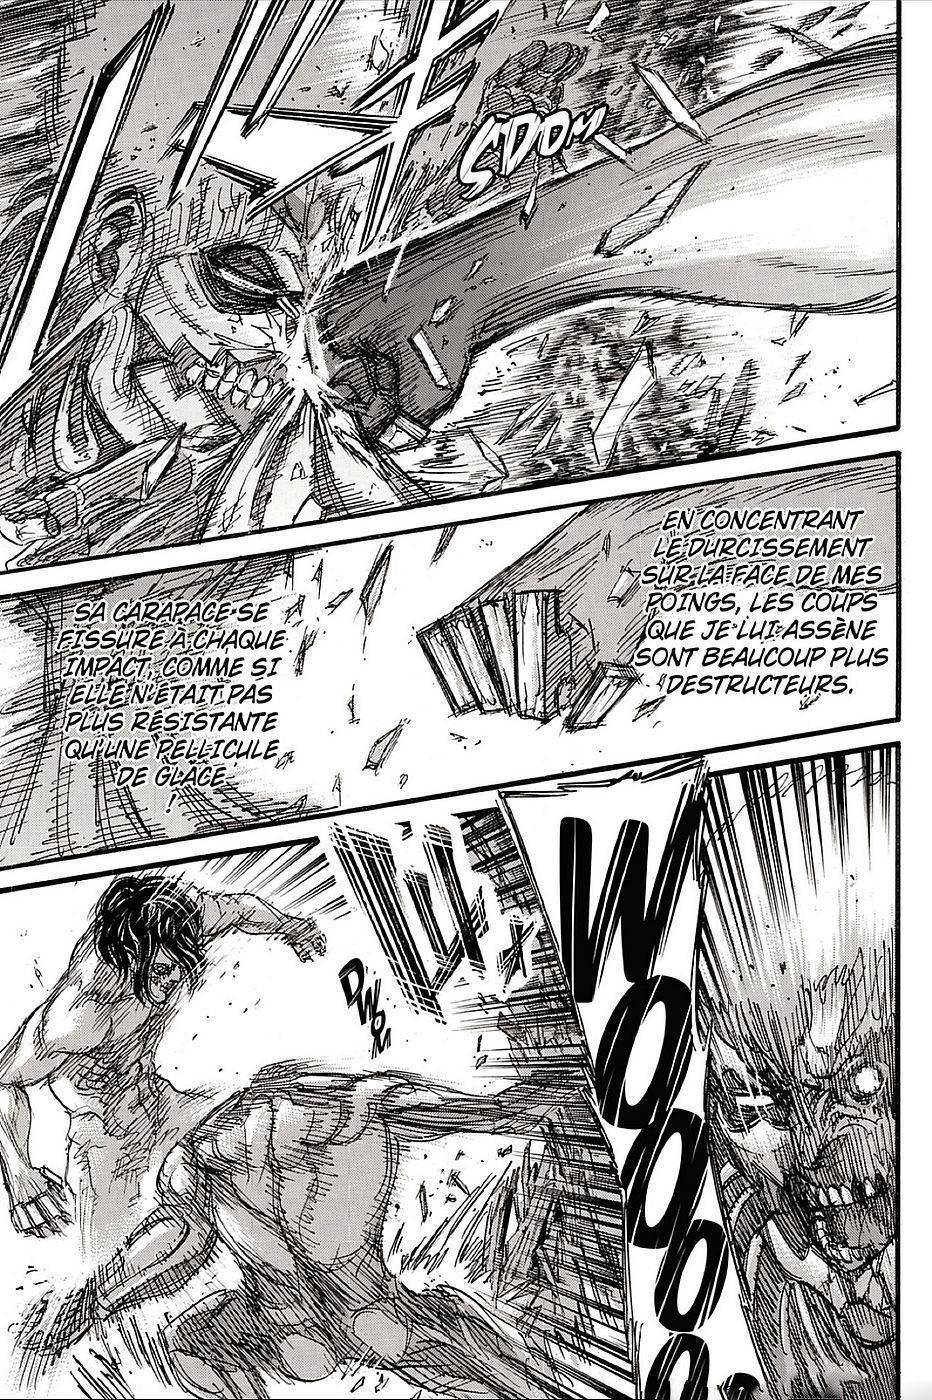 SDOM
EN CONCENTRANT
LE DURCISSEMENT
SUR LA FACE DE MES
POINGS, LES COUPS
QUE JE LUI ASSÈNE
SONT BEAUCOUP PLUS
DESTRUCTEURS.
SA CARAPACE SE
FISSURE À CHAQUE
IMPACT, COMME SI
ELLE N'ÉTAIT PAS
PLUS RÉSISTANTE
QU'UNE PELLICULE
DE GLACE
!
WOOOOOO